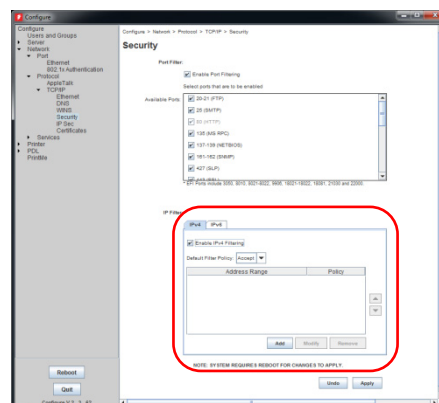 Configure
Configure
Users and Groups
Server
Network
Port
Ethernet
802.1x Authentication
Protocol
AppleTalk
TCP/IP
Ethernet
DNS
WINS
Security
IP Sec
Certificates
Services
Printer
PDL
PrintMe
Reboot
Quit
Configure > Network > Protocol > TCP/IP > Security
Security
Port Filter:
Enable Port Filtering
Select ports that are to be enabled
Available Ports
20-21 (FTP)
25 (SMTP)
80 (HTTP)
135 (MS RPC)
137-139 (NETBIOS)
161-162 (SNMP)
427 (SLP)
IP Filter:
IPv4 IPv6
Enable IPv4 Filtering
Default Filter Policy: Accept
Address Range Policy
Add Modify Remove
NOTE: SYSTEM REQUIRES REBOOT FOR CHANGES TO APPLY.
Undo Apply